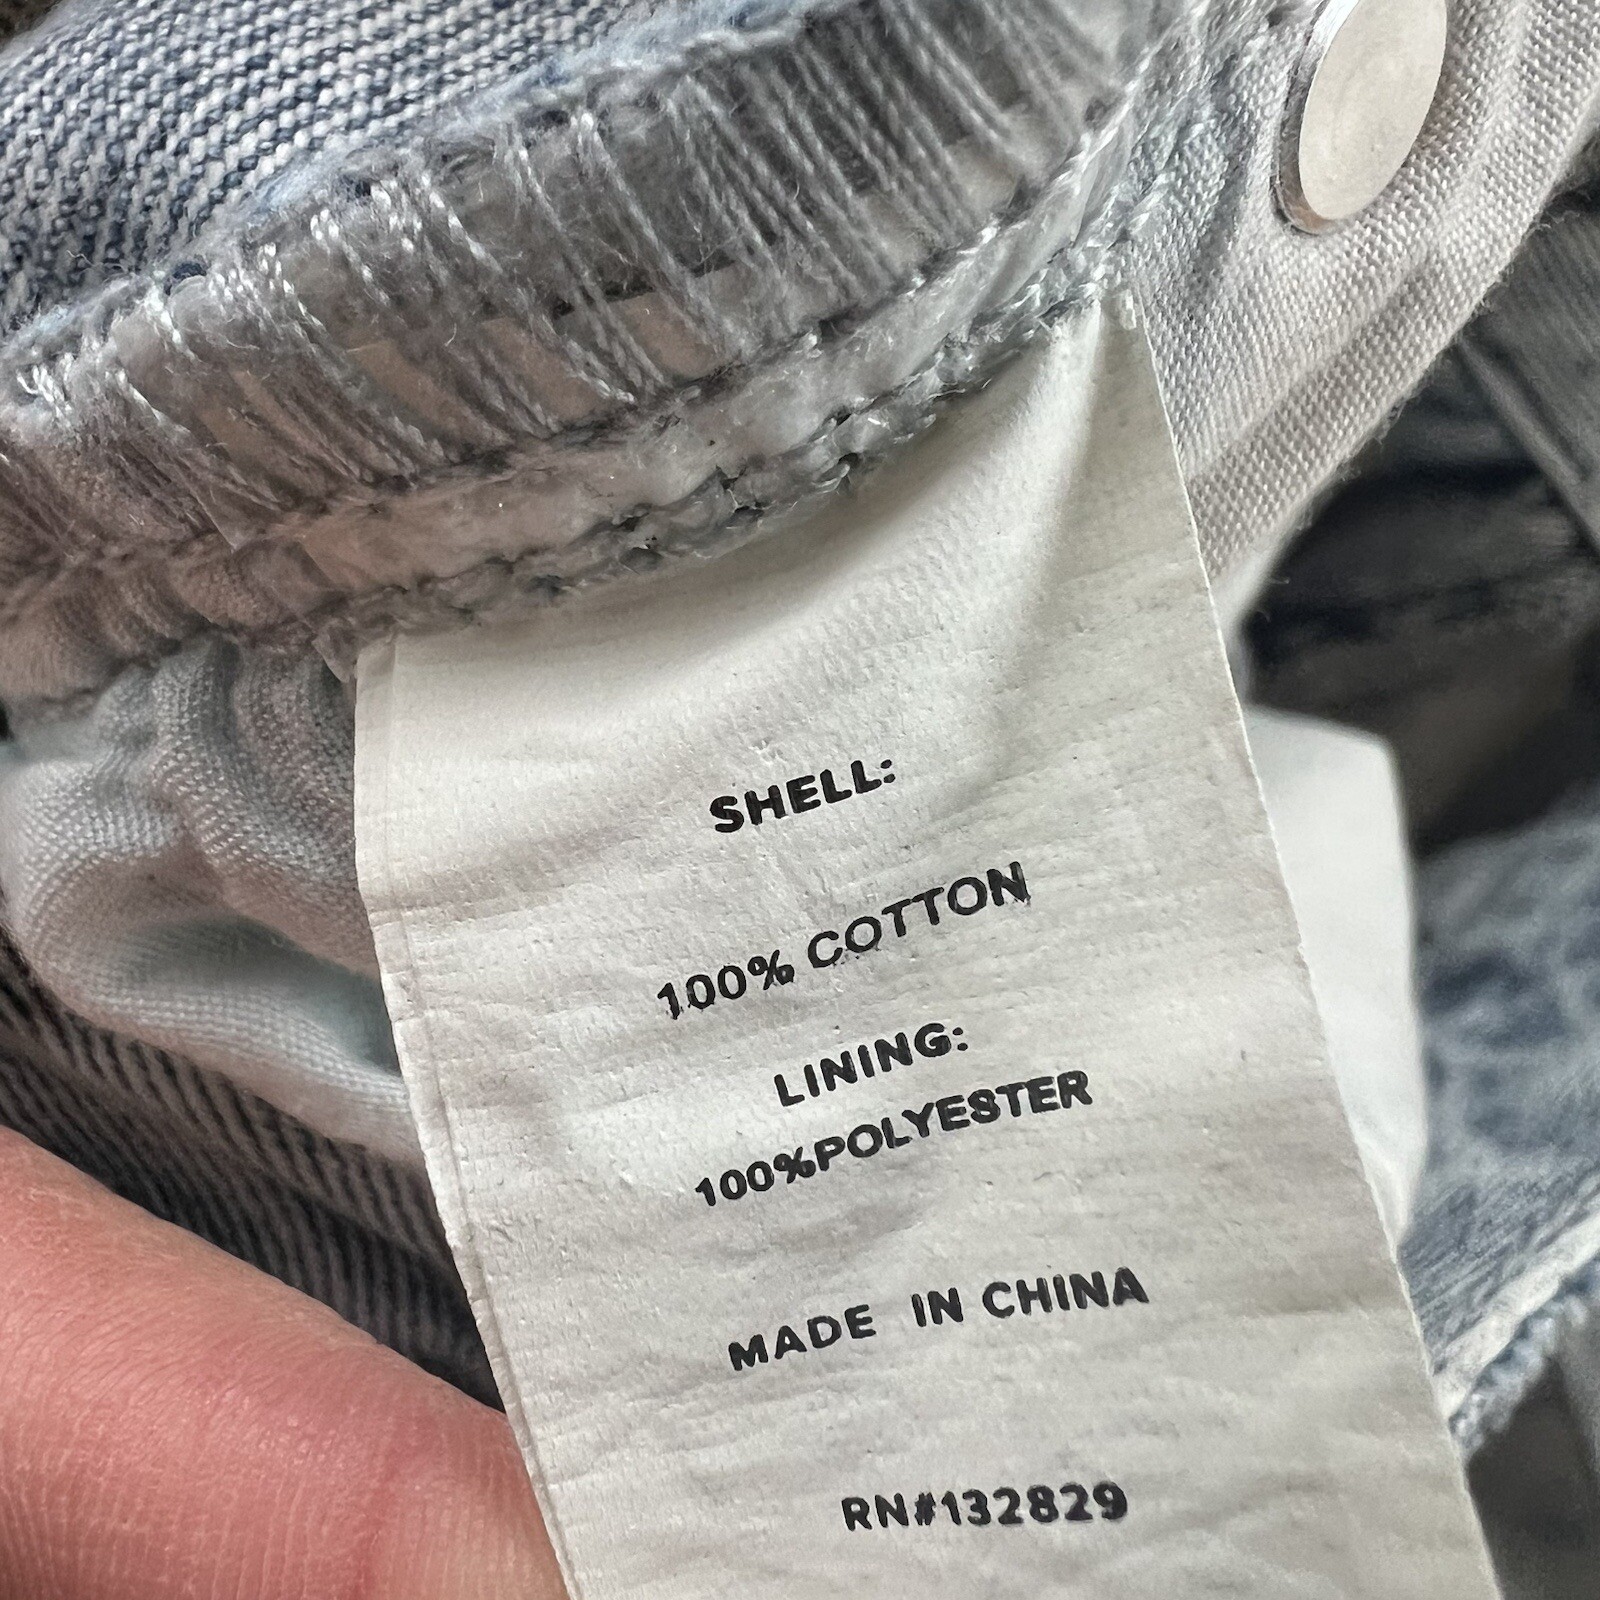 SHELL:
100% COTTON
LINING:
100%POLYESTER
MADE IN CHINA
RN#132829